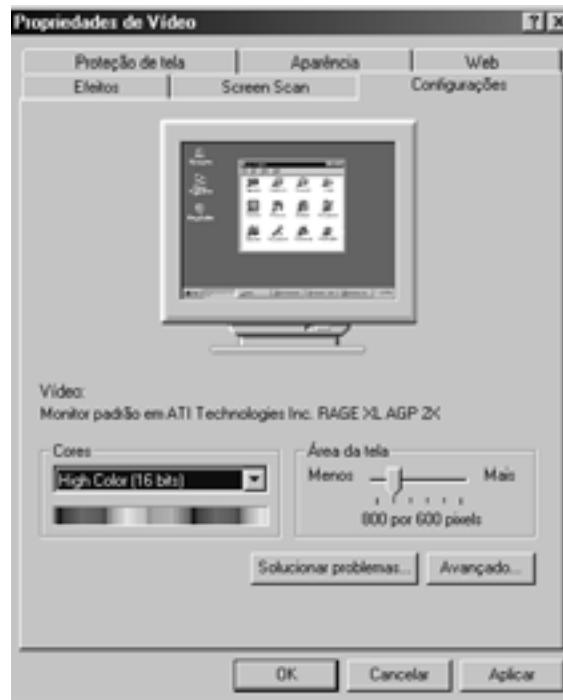 Propriedades de Vídeo
Proteção de tela Aparência Web
Efeitos Screen Scan Configurações
Vídeo:
Monitor padrão em ATI Technologies Inc. RAGE XL AGP 2X
Cores
High Color (16 bits)
Área da tela
Menos Mais
800 por 600 pixels
Solucionar problemas... Avançado...
OK Cancelar Aplicar